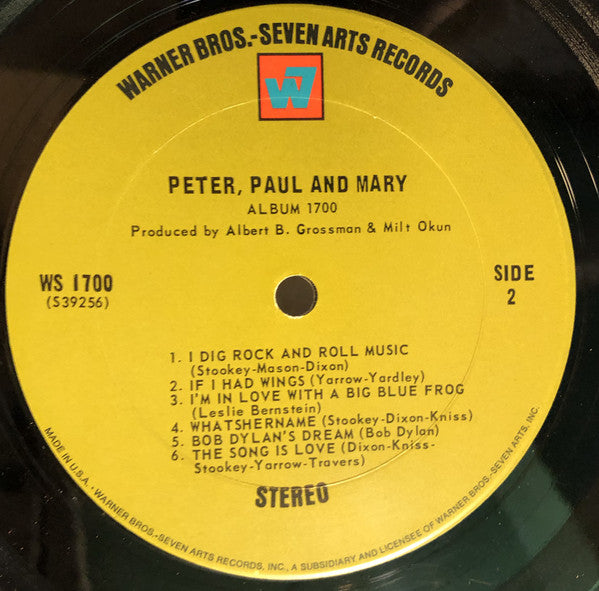 WARNER BROS.-SEVEN ARTS RECORDS
W7
PETER, PAUL AND MARY
ALBUM 1700
Produced by Albert B. Grossman & Milt Okun
WS 1700
(S39256)
SIDE
2
1. I DIG ROCK AND ROLL MUSIC
(Stookey-Mason-Dixon)
2. IF I HAD WINGS (Yarrow-Yardley)
3. I'M IN LOVE WITH A BIG BLUE FROG
(Leslie Bernstein)
4. WHATSHERNAME (Stookey-Dixon-Kniss)
5. BOB DYLAN'S DREAM (Bob Dylan)
6. THE SONG IS LOVE (Dixon-Kniss-
Stookey-Yarrow-Travers)
STEREO
MADE IN U.S.A. • WARNER BROS.-SEVEN ARTS RECORDS, INC., A SUBSIDIARY AND LICENSEE OF WARNER BROS.-SEVEN ARTS, INC.